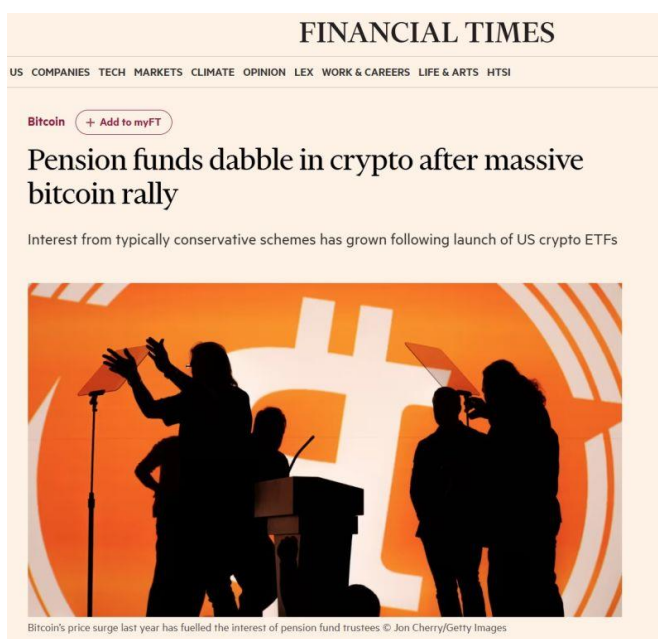 FINANCIAL TIMES
US COMPANIES TECH MARKETS CLIMATE OPINION LEX WORK & CAREERS LIFE & ARTS HTSI
Bitcoin + Add to myFT
Pension funds dabble in crypto after massive
bitcoin rally
Interest from typically conservative schemes has grown following launch of US crypto ETFs
Bitcoin's price surge last year has fuelled the interest of pension fund trustees © Jon Cherry/Getty Images